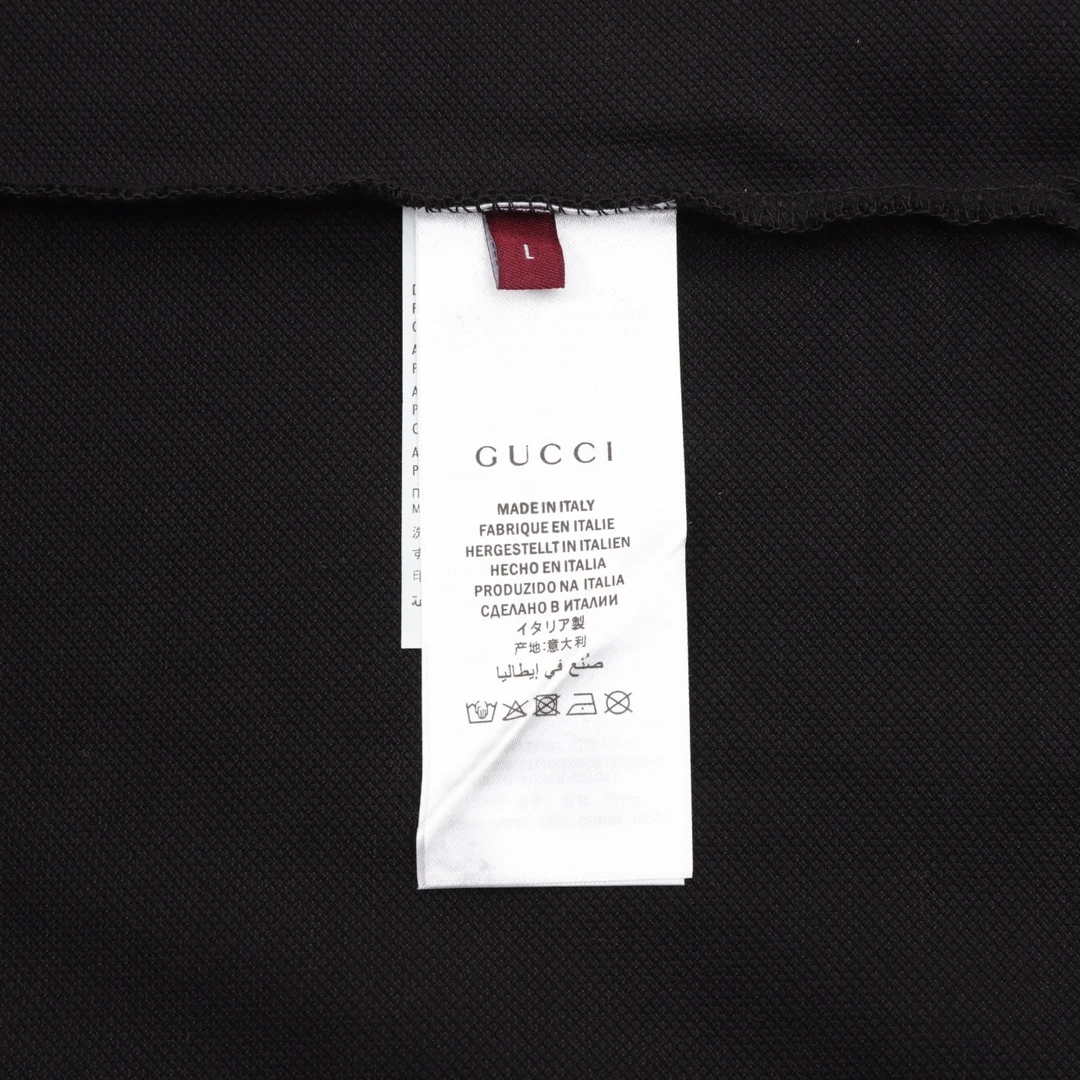 L
GUCCI
MADE IN ITALY
FABRIQUE EN ITALIE
HERGESTELLT IN ITALIEN
HECHO EN ITALIA
PRODUZIDO NA ITALIA
СДЕЛАНО В ИТАЛИИ
イタリア製
产地:意大利
صُنع في إيطاليا